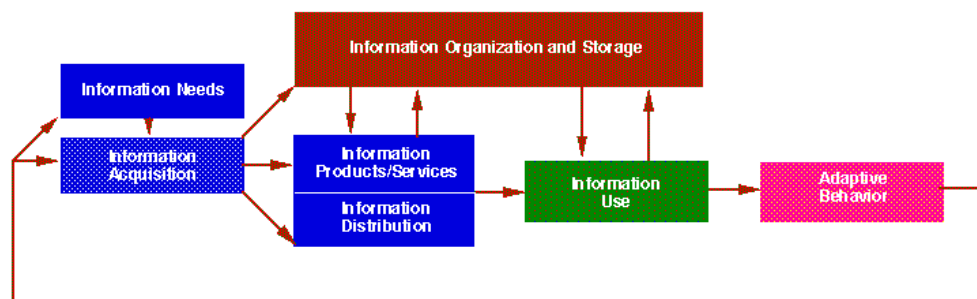 Information Organization and Storage
Information Needs
Information
Acquisition
Information
Products/Services
Information
Distribution
Information
Use
Adaptive
Behavior